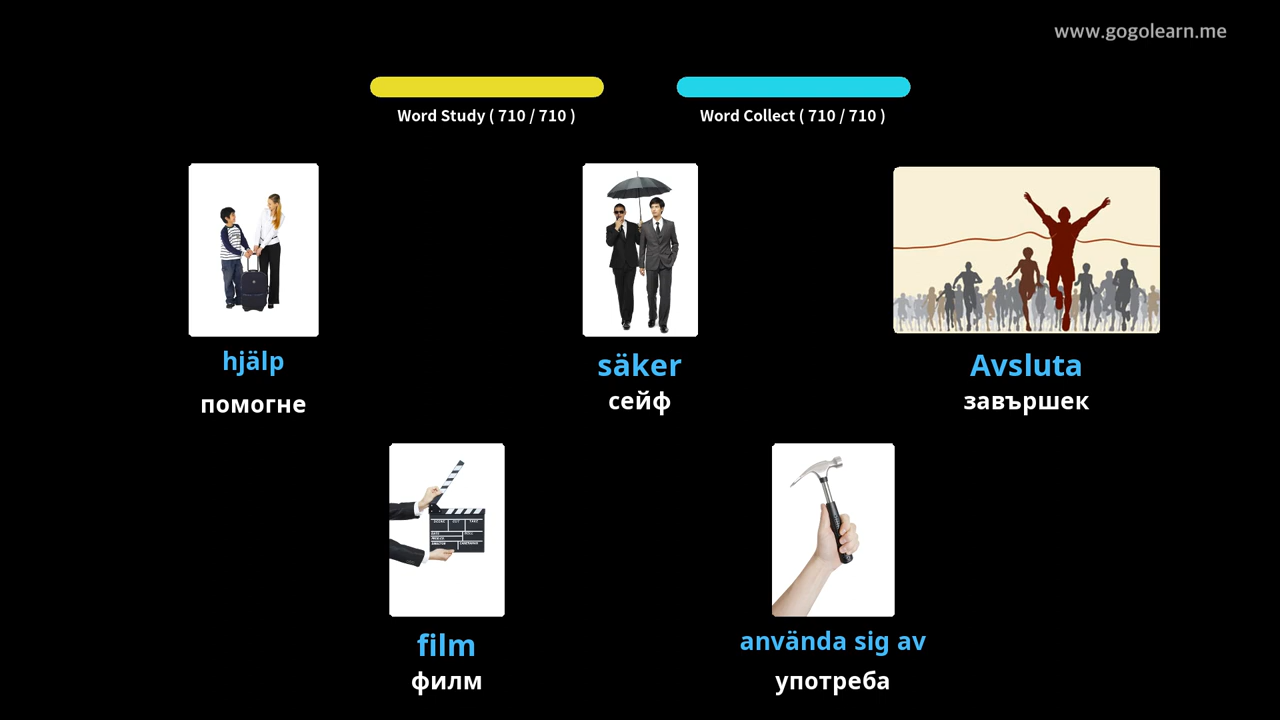 www.gogolearn.me
Word Study ( 710 / 710 )
Word Collect ( 710 / 710 )
hjälp
помогне
säker
сейф
Avsluta
завършек
film
филм
använda sig av
употреба